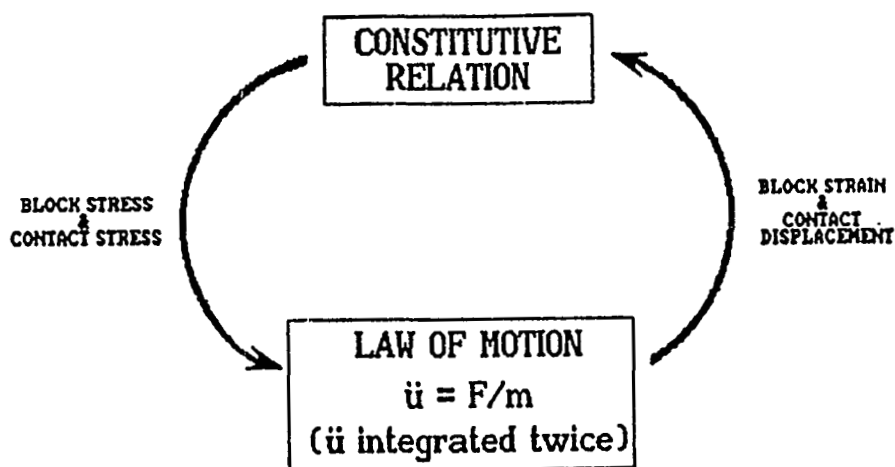 CONSTITUTIVE
RELATION
BLOCK STRESS
&
CONTACT STRESS
BLOCK STRAIN
&
CONTACT
DISPLACEMENT
LAW OF MOTION
ü = F/m
(ü integrated twice)